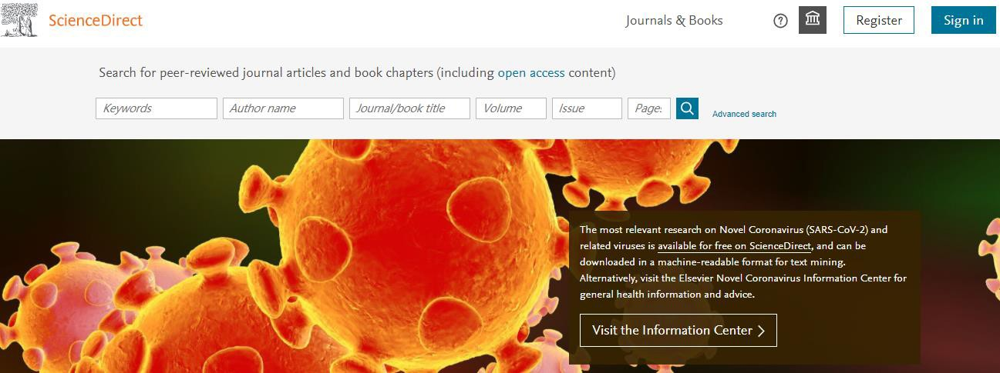 ScienceDirect
Journals & Books
?
Register
Sign in
Search for peer-reviewed journal articles and book chapters (including open access content)
Keywords
Author name
Journal/book title
Volume
Issue
Page:
Advanced search
The most relevant research on Novel Coronavirus (SARS-CoV-2) and
related viruses is available for free on ScienceDirect, and can be
downloaded in a machine-readable format for text mining.
Alternatively, visit the Elsevier Novel Coronavirus Information Center for
general health information and advice.
Visit the Information Center